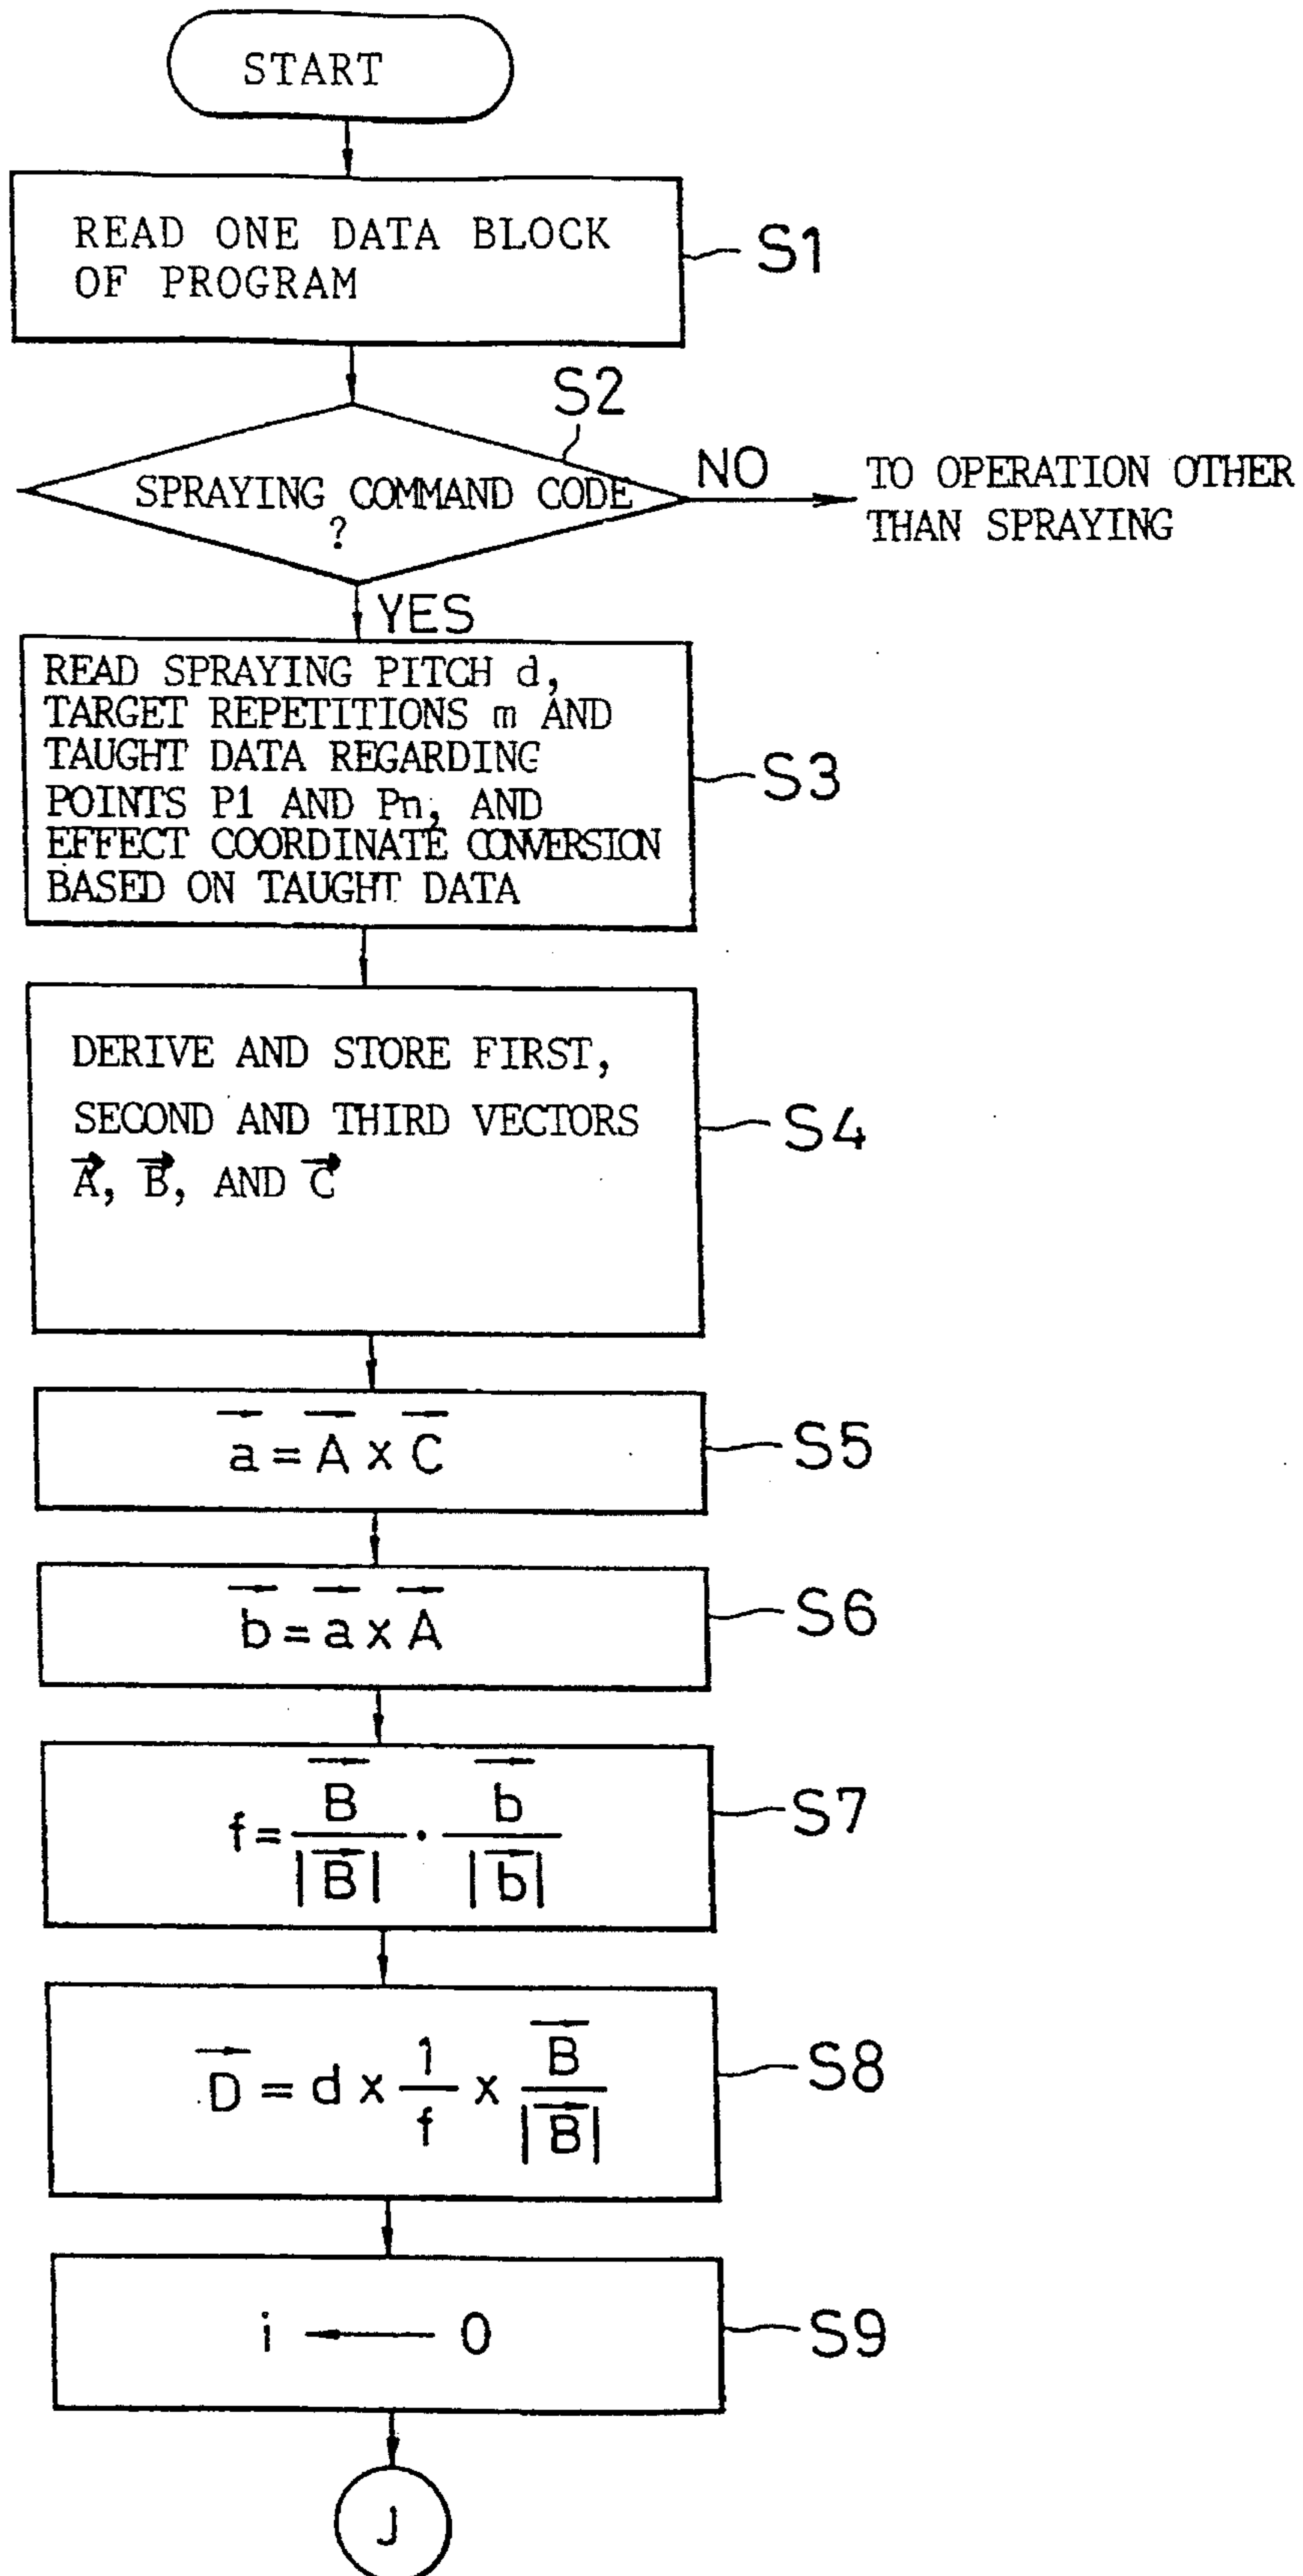 START
READ ONE DATA BLOCK
OF PROGRAM
S1
S2
SPRAYING COMMAND CODE
?
NO
TO OPERATION OTHER
THAN SPRAYING
YES
READ SPRAYING PITCH d,
TARGET REPETITIONS m AND
TAUGHT DATA REGARDING
POINTS P1 AND Pn, AND
EFFECT COORDINATE CONVERSION
BASED ON TAUGHT DATA
S3
DERIVE AND STORE FIRST,
SECOND AND THIRD VECTORS
A⃗, B⃗, AND C⃗
S4
a⃗ = A⃗ x C⃗
S5
b⃗ = a⃗ x A⃗
S6
f = B⃗/|B⃗| · b⃗/|b⃗|
S7
D⃗ = d x 1/f x B⃗/|B⃗|
S8
i ← 0
S9
J